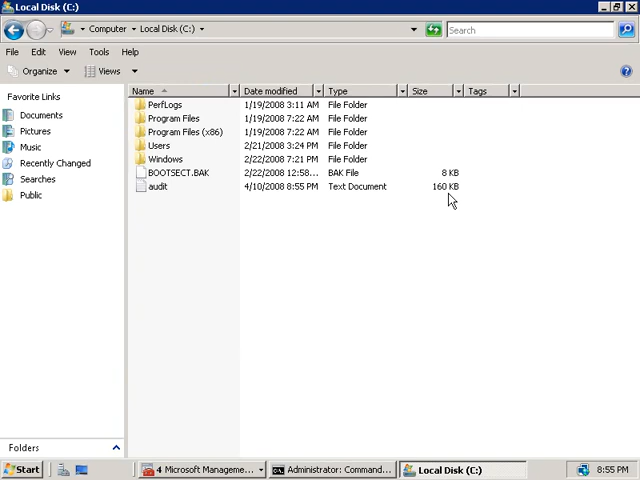 Local Disk (C:)
Computer Local Disk (C:)
Search
File Edit View Tools Help
Organize Views
Favorite Links
Documents
Pictures
Music
Recently Changed
Searches
Public
Folders
Name Date modified Type Size Tags
PerfLogs 1/19/2008 3:11 AM File Folder
Program Files 1/19/2008 7:22 AM File Folder
Program Files (x86) 1/19/2008 7:22 AM File Folder
Users 2/21/2008 3:24 PM File Folder
Windows 2/22/2008 7:21 PM File Folder
BOOTSECT.BAK 2/22/2008 12:58... BAK File 8 KB
audit 4/10/2008 8:55 PM Text Document 160 KB
Start 4 Microsoft Manageme... Administrator: Command... Local Disk (C:) 8:55 PM